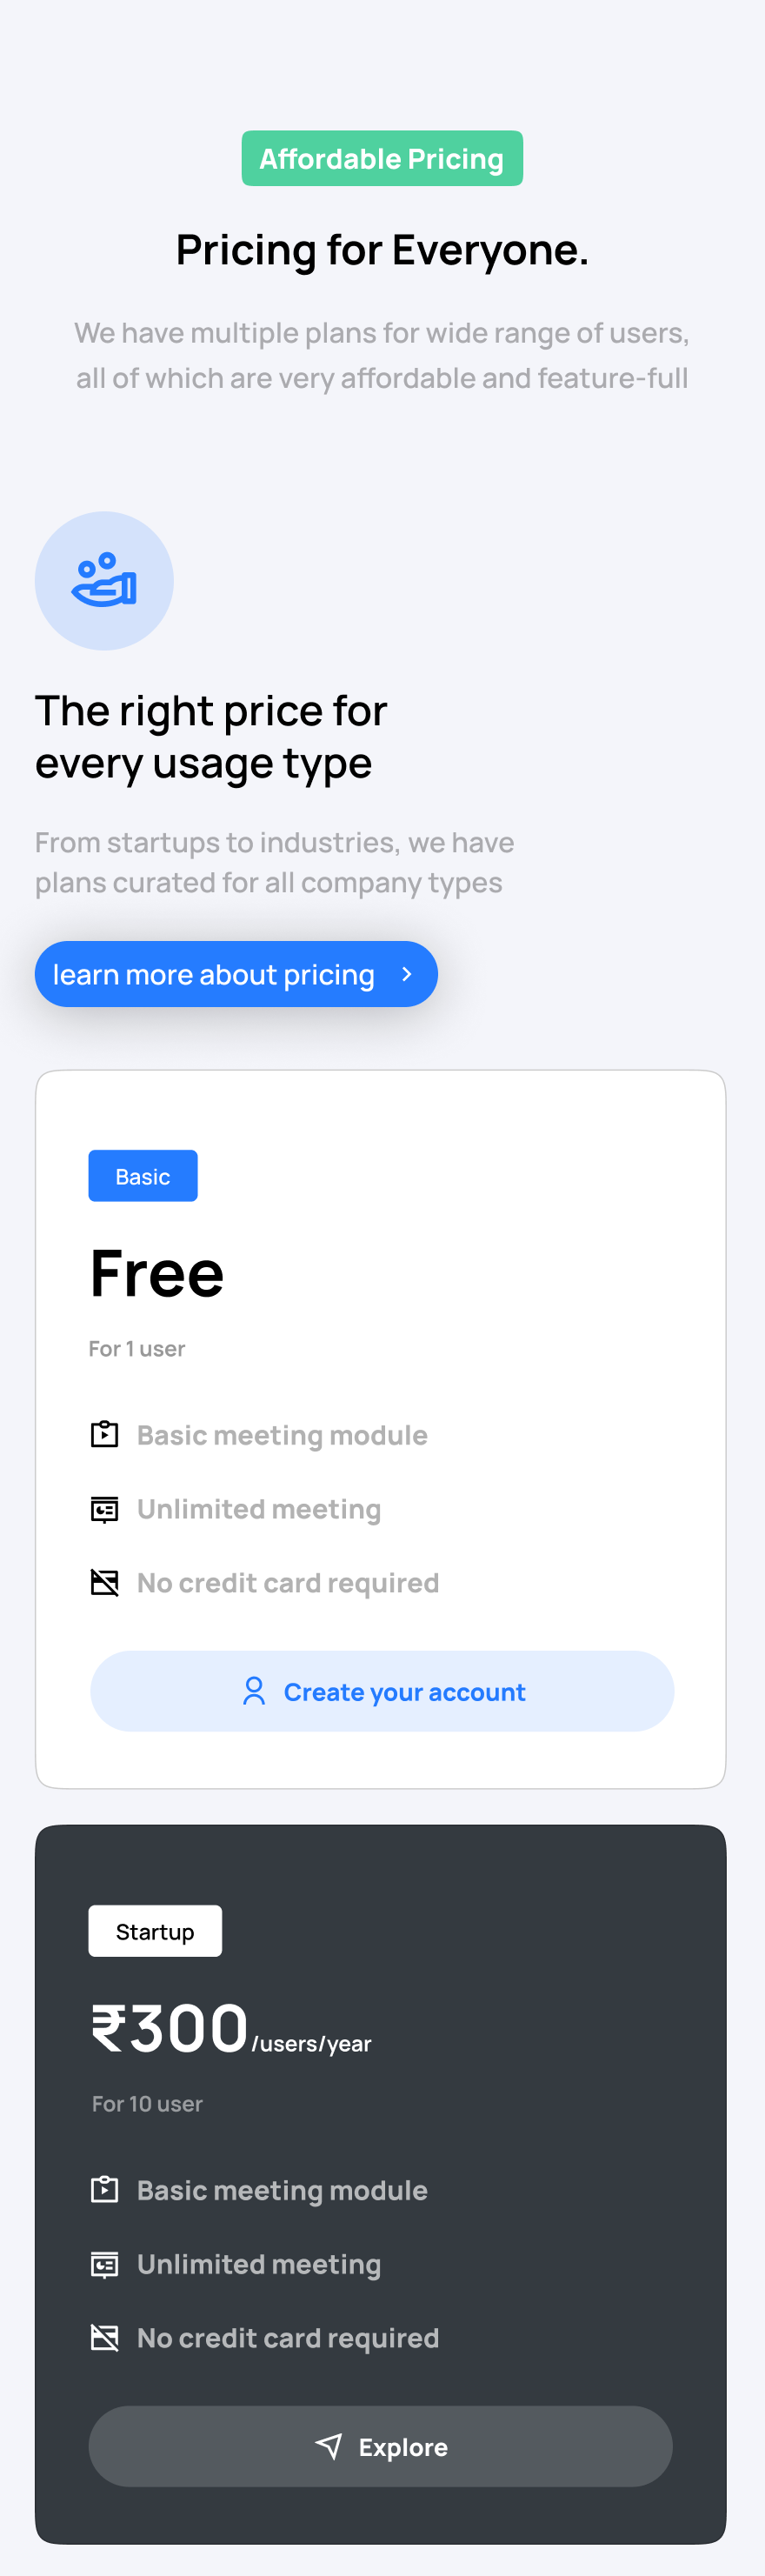 Affordable Pricing
Pricing for Everyone.
We have multiple plans for wide range of users,
all of which are very affordable and feature-full
The right price for
every usage type
From startups to industries, we have
plans curated for all company types
learn more about pricing
Basic
Free
For 1 user
Basic meeting module
Unlimited meeting
No credit card required
Create your account
Startup
₹300/users/year
For 10 user
Basic meeting module
Unlimited meeting
No credit card required
Explore